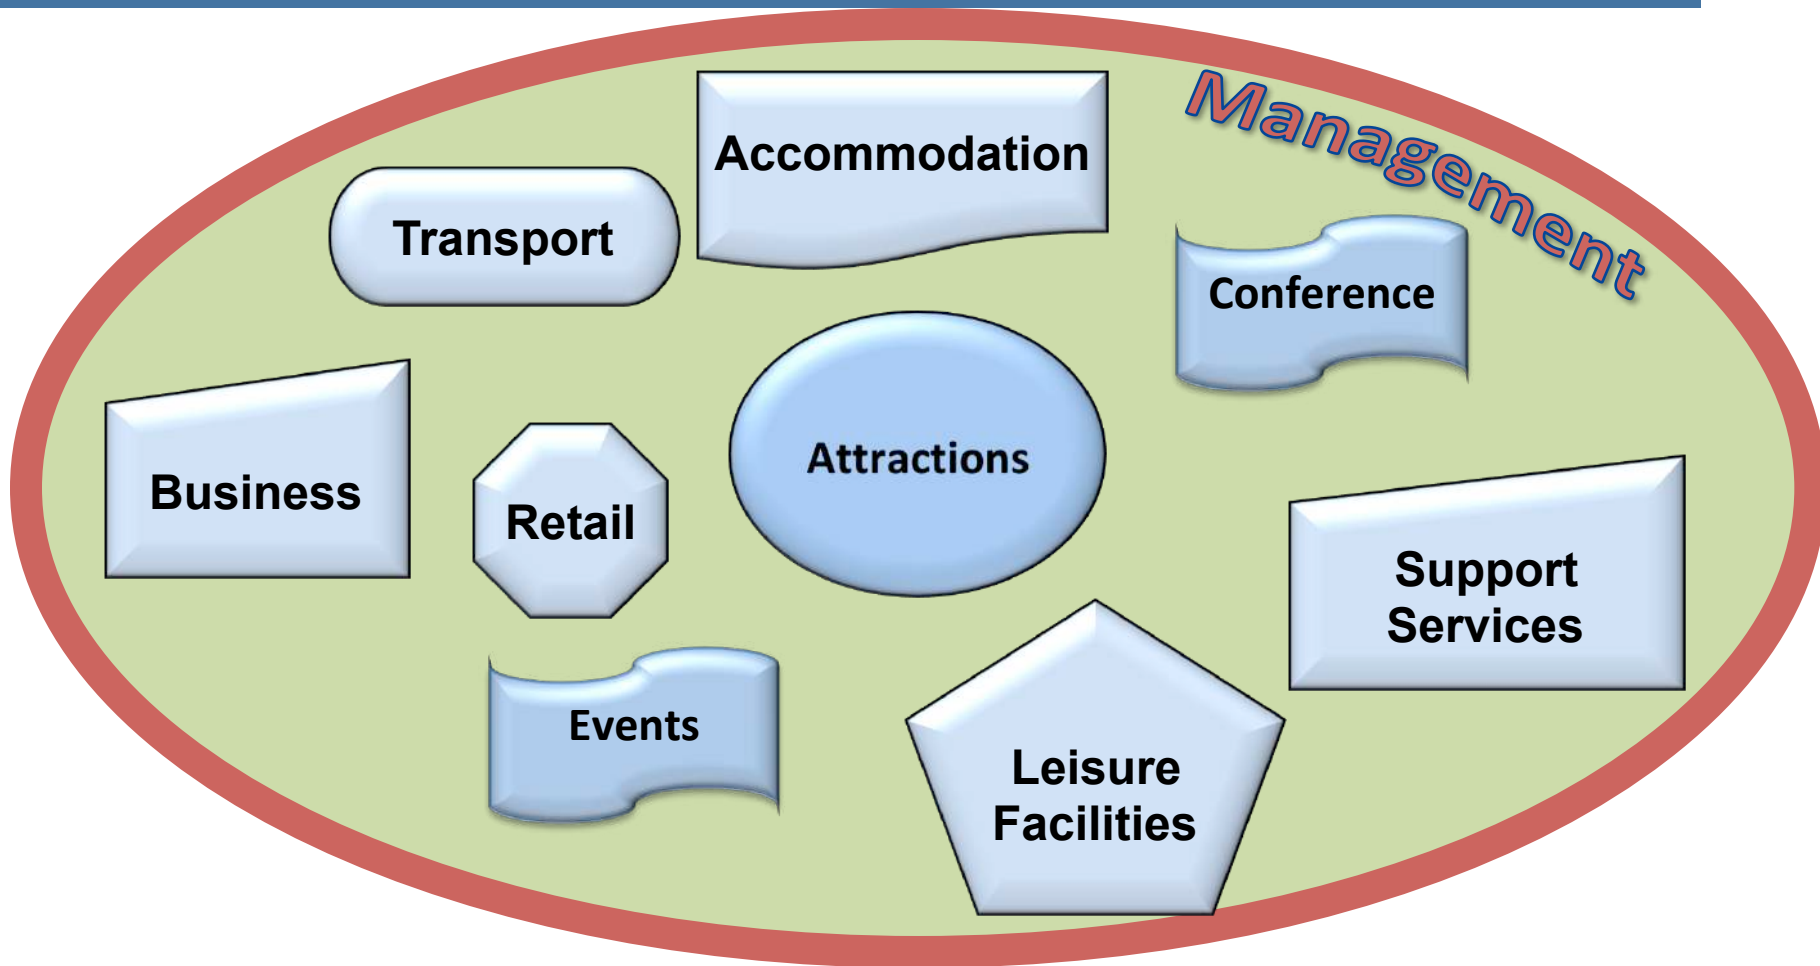 Management
Accommodation
Transport
Conference
Attractions
Business
Retail
Support
Services
Events
Leisure
Facilities